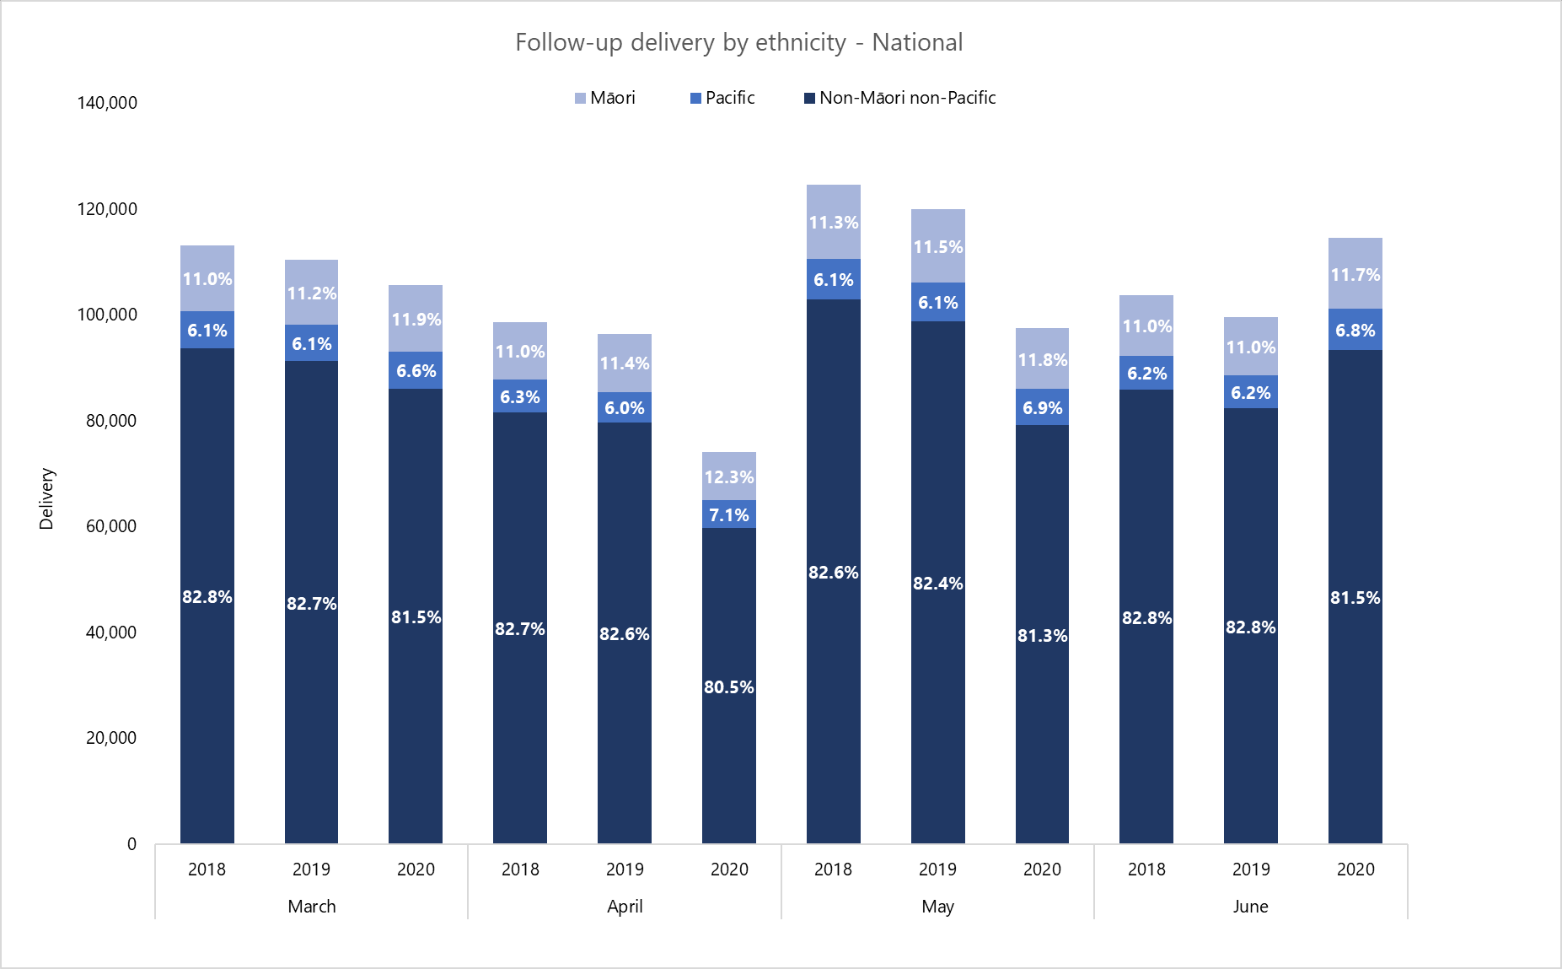 Follow-up delivery by ethnicity - National
Māori Pacific Non-Māori non-Pacific
140,000
120,000
100,000
80,000
60,000
40,000
20,000
0
Delivery
11.0% 6.1% 82.8%
11.2% 6.1% 82.7%
11.9% 6.6% 81.5%
11.0% 6.3% 82.7%
11.4% 6.0% 82.6%
12.3% 7.1% 80.5%
11.3% 6.1% 82.6%
11.5% 6.1% 82.4%
11.8% 6.9% 81.3%
11.0% 6.2% 82.8%
11.0% 6.2% 82.8%
11.7% 6.8% 81.5%
2018 2019 2020 2018 2019 2020 2018 2019 2020 2018 2019 2020
March April May June